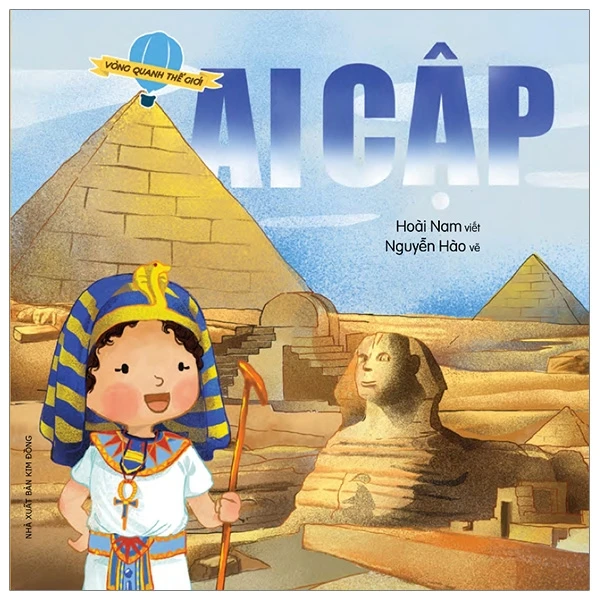 VÒNG QUANH THẾ GIỚI
AI CẬP
Hoài Nam viết
Nguyễn Hào vẽ
NHÀ XUẤT BẢN KIM ĐỒNG